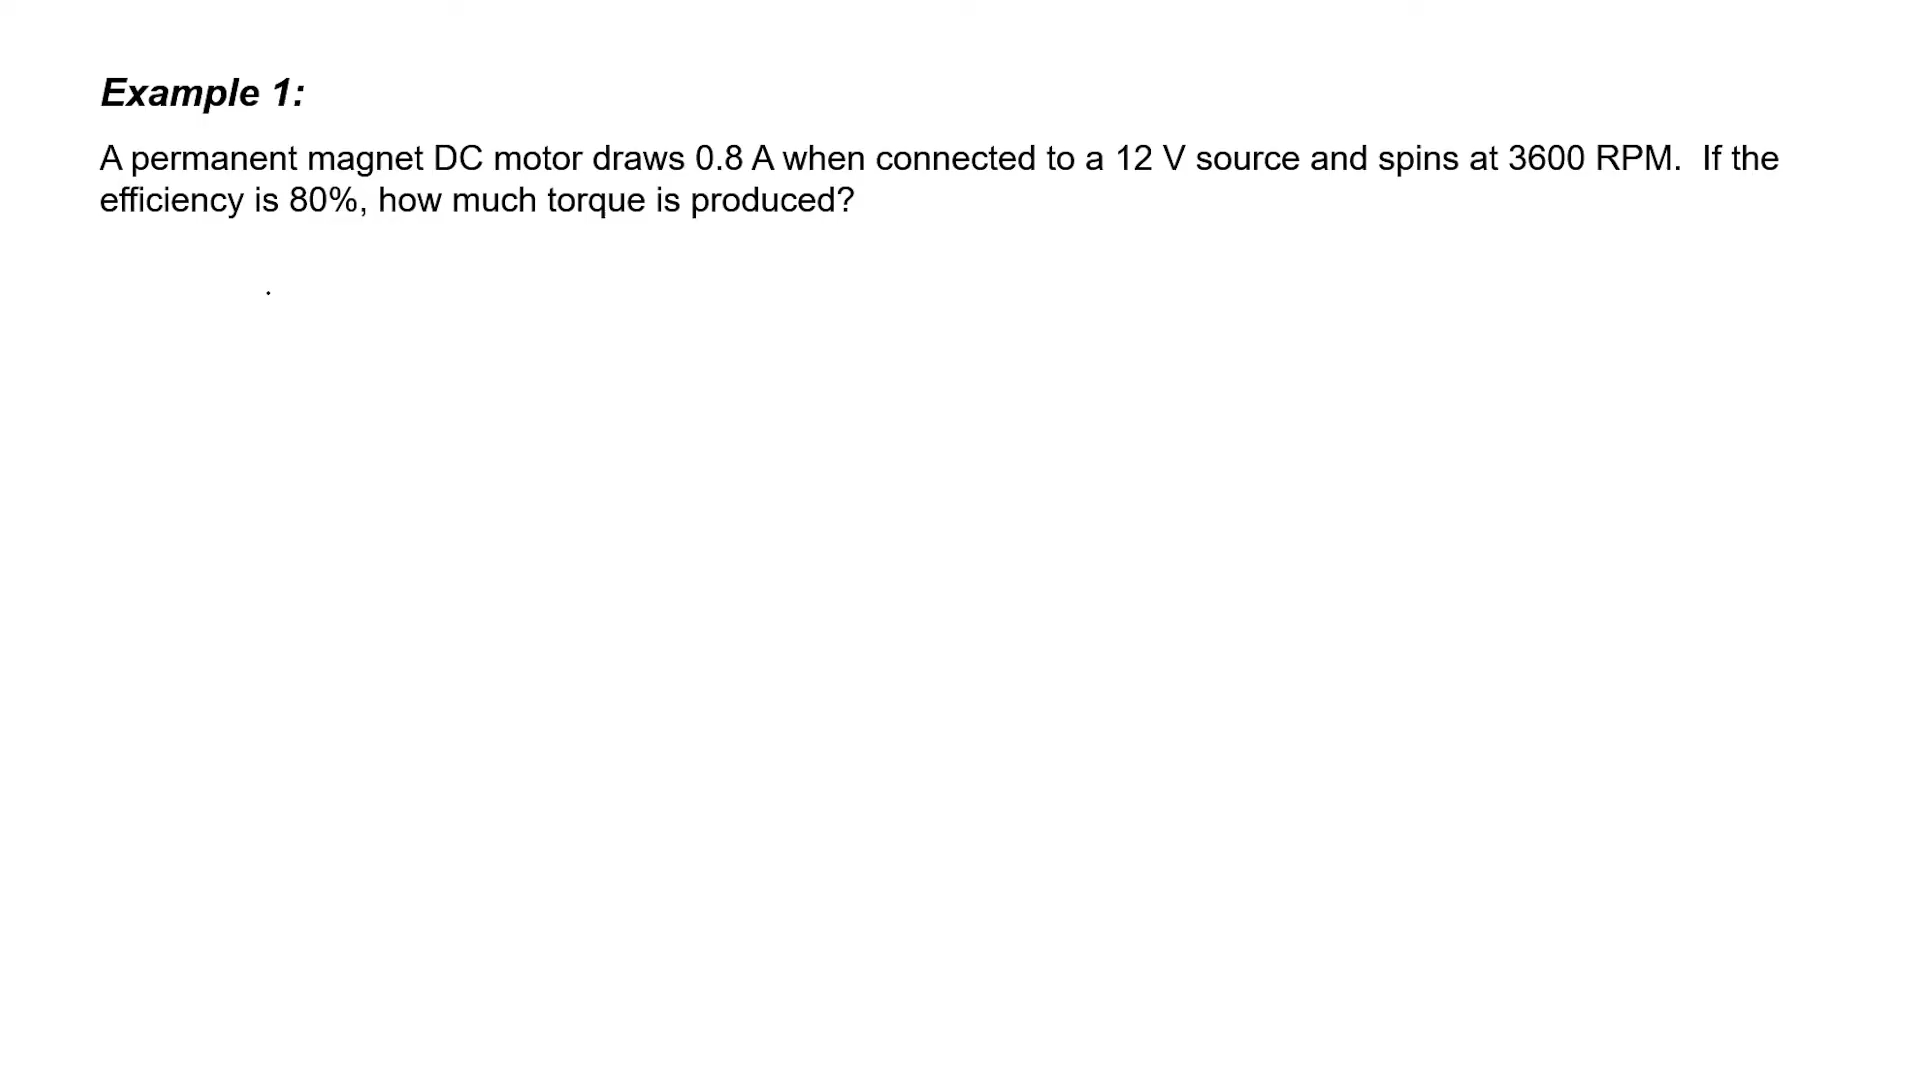 Example 1:
A permanent magnet DC motor draws 0.8 A when connected to a 12 V source and spins at 3600 RPM.  If the
efficiency is 80%, how much torque is produced?